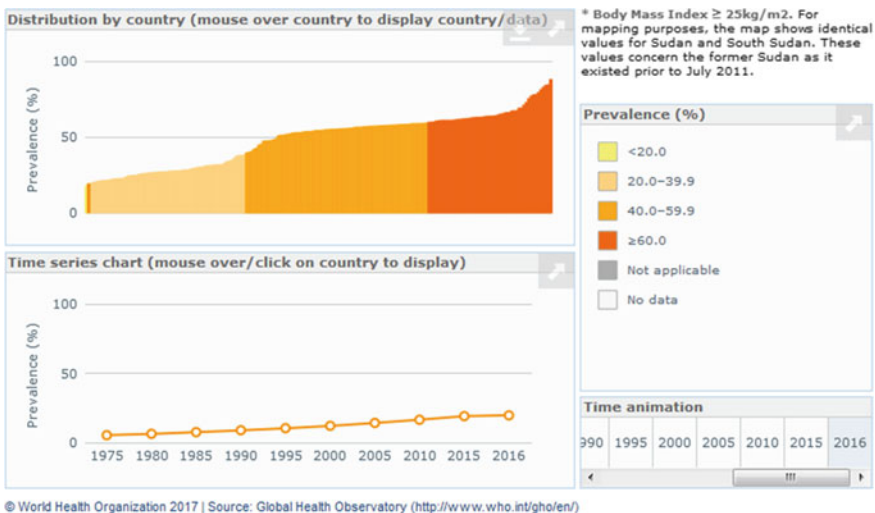 Distribution by country (mouse over country to display country/data)
Prevalence (%)
100
50
0
Time series chart (mouse over/click on country to display)
Prevalence (%)
100
50
0
1975 1980 1985 1990 1995 2000 2005 2010 2015 2016
* Body Mass Index ≥ 25kg/m2. For
mapping purposes, the map shows identical
values for Sudan and South Sudan. These
values concern the former Sudan as it
existed prior to July 2011.
Prevalence (%)
<20.0
20.0–39.9
40.0–59.9
≥60.0
Not applicable
No data
Time animation
990 1995 2000 2005 2010 2015 2016
© World Health Organization 2017 | Source: Global Health Observatory (http://www.who.int/gho/en/)